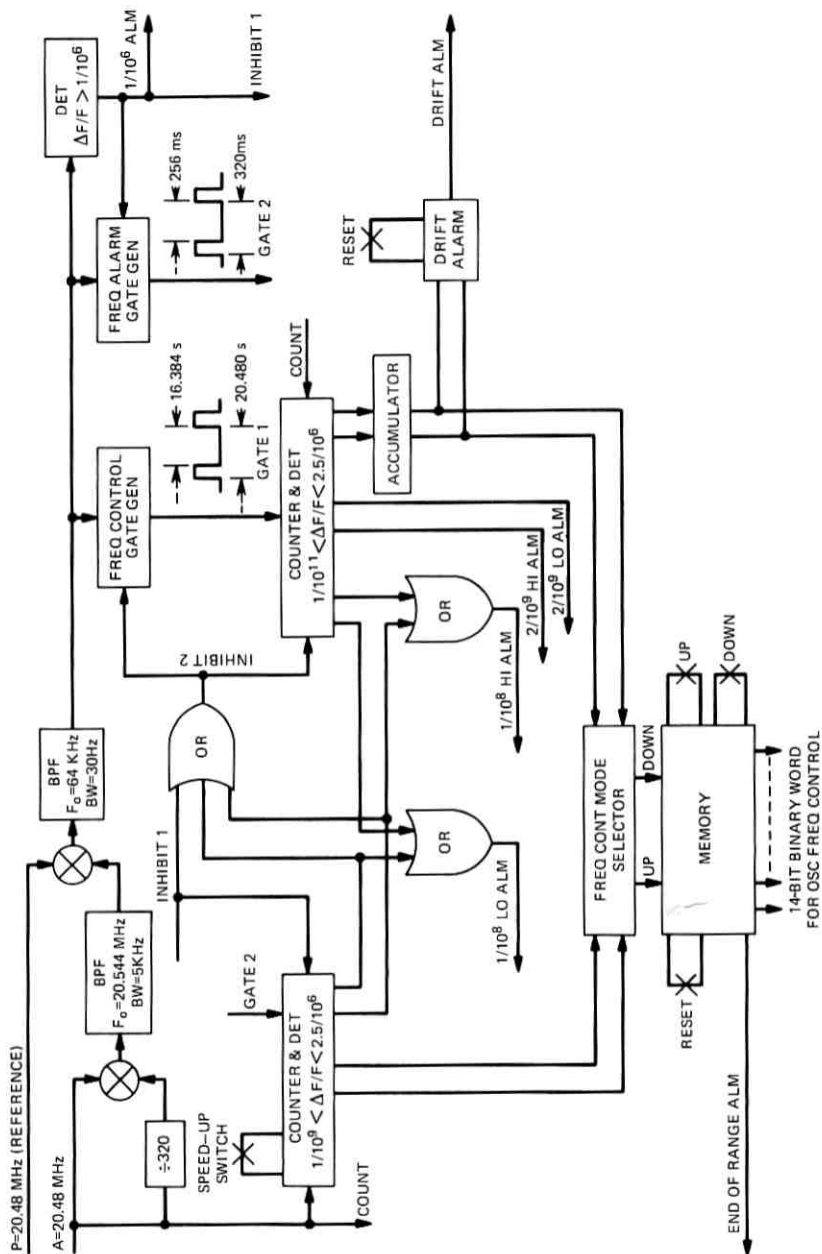 P=20.48 MHz (REFERENCE)
A=20.48 MHz
÷320
BPF
Fo=20.544 MHz
BW=5KHz
BPF
Fo=64 KHz
BW=30Hz
DET
ΔF/F > 1/10⁶
1/10⁶ ALM
INHIBIT 1
FREQ ALARM
GATE GEN
256 ms
320ms
GATE 2
FREQ CONTROL
GATE GEN
16.384 s
20.480 s
GATE 1
INHIBIT 2
OR
INHIBIT 1
COUNT
SPEED-UP
SWITCH
GATE 2
COUNTER & DET
1/10⁹ < ΔF/F < 2.5/10⁶
COUNT
COUNTER & DET
1/10¹¹ < ΔF/F < 2.5/10⁶
ACCUMULATOR
RESET
DRIFT
ALARM
DRIFT ALM
OR
1/10⁸ LO ALM
OR
1/10⁸ HI ALM
2/10⁹ HI ALM
2/10⁹ LO ALM
FREQ CONT MODE
SELECTOR
UP
DOWN
MEMORY
RESET
UP
DOWN
END OF RANGE ALM
14-BIT BINARY WORD
FOR OSC FREQ CONTROL